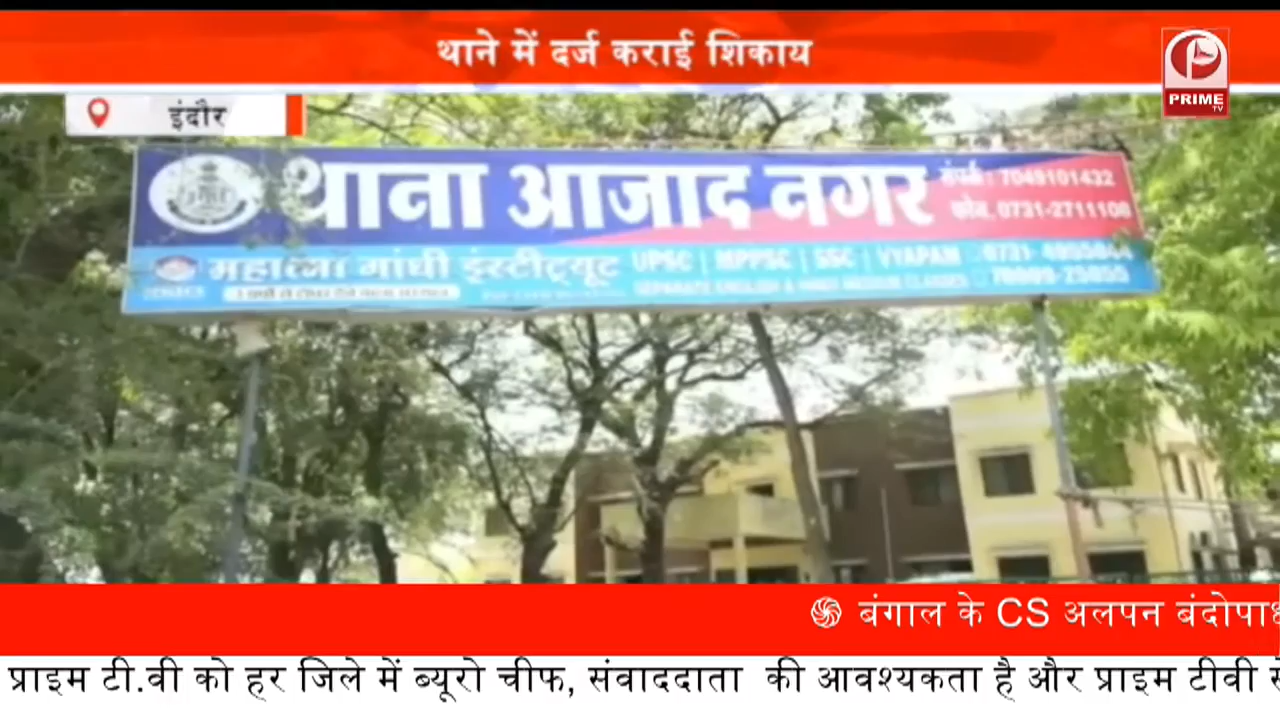 थाने में दर्ज कराई शिकाय
PRIME
TV
इंदौर
थाना आजाद नगर
संपर्क : 7049101432
फोन. 0731-2711108
महात्मा गांधी इंस्टीट्यूट
UPSC | MPPSC | SSC | VYAPAM
SEPARATE ENGLISH & HINDI MEDIUM CLASSES
बंगाल के CS अलपन बंदोपाध
प्राइम टी.वी को हर जिले में ब्यूरो चीफ, संवाददाता की आवश्यकता है और प्राइम टीवी से